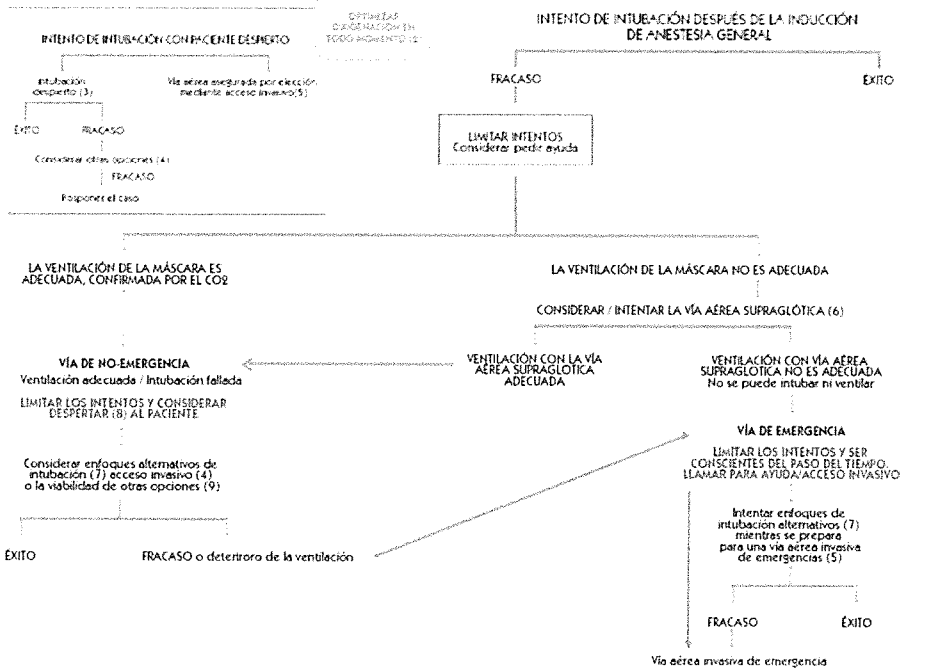 OPTIMIZAR
OXIGENACIÓN EN
TODO MOMENTO (2)
INTENTO DE INTUBACIÓN CON PACIENTE DESPIERTO
Intubación
despierto (3)
Vía aérea asegurada por elección
mediante acceso invasivo(5)
ÉXITO
FRACASO
Considerar otras opciones (4)
FRACASO
Posponer el caso
INTENTO DE INTUBACIÓN DESPUÉS DE LA INDUCCIÓN
DE ANESTESIA GENERAL
FRACASO
ÉXITO
LIMITAR INTENTOS
Considerar pedir ayuda
LA VENTILACIÓN DE LA MÁSCARA ES
ADECUADA, CONFIRMADA POR EL CO2
LA VENTILACIÓN DE LA MÁSCARA NO ES ADECUADA
CONSIDERAR / INTENTAR LA VÍA AÉREA SUPRAGLÓTICA (6)
VÍA DE NO-EMERGENCIA
Ventilación adecuada / Intubación fallada
LIMITAR LOS INTENTOS Y CONSIDERAR
DESPERTAR (8) AL PACIENTE
VENTILACIÓN CON LA VÍA
AÉREA SUPRAGLÓTICA
ADECUADA
VENTILACIÓN CON VÍA AÉREA
SUPRAGLOTICA NO ES ADECUADA
No se puede intubar ni ventilar
Considerar enfoques alternativos de
intubación (7) acceso invasivo (4)
o la viabilidad de otras opciones (9)
VÍA DE EMERGENCIA
LIMITAR LOS INTENTOS Y SER
CONSCIENTES DEL PASO DEL TIEMPO.
LLAMAR PARA AYUDA/ACCESO INVASIVO
Intentar enfoques de
intubación alternativos (7)
mientras se prepara
para una vía aérea invasiva
de emergencias (5)
ÉXITO
FRACASO o deterioro de la ventilación
FRACASO
ÉXITO
Vía aérea invasiva de emergencia